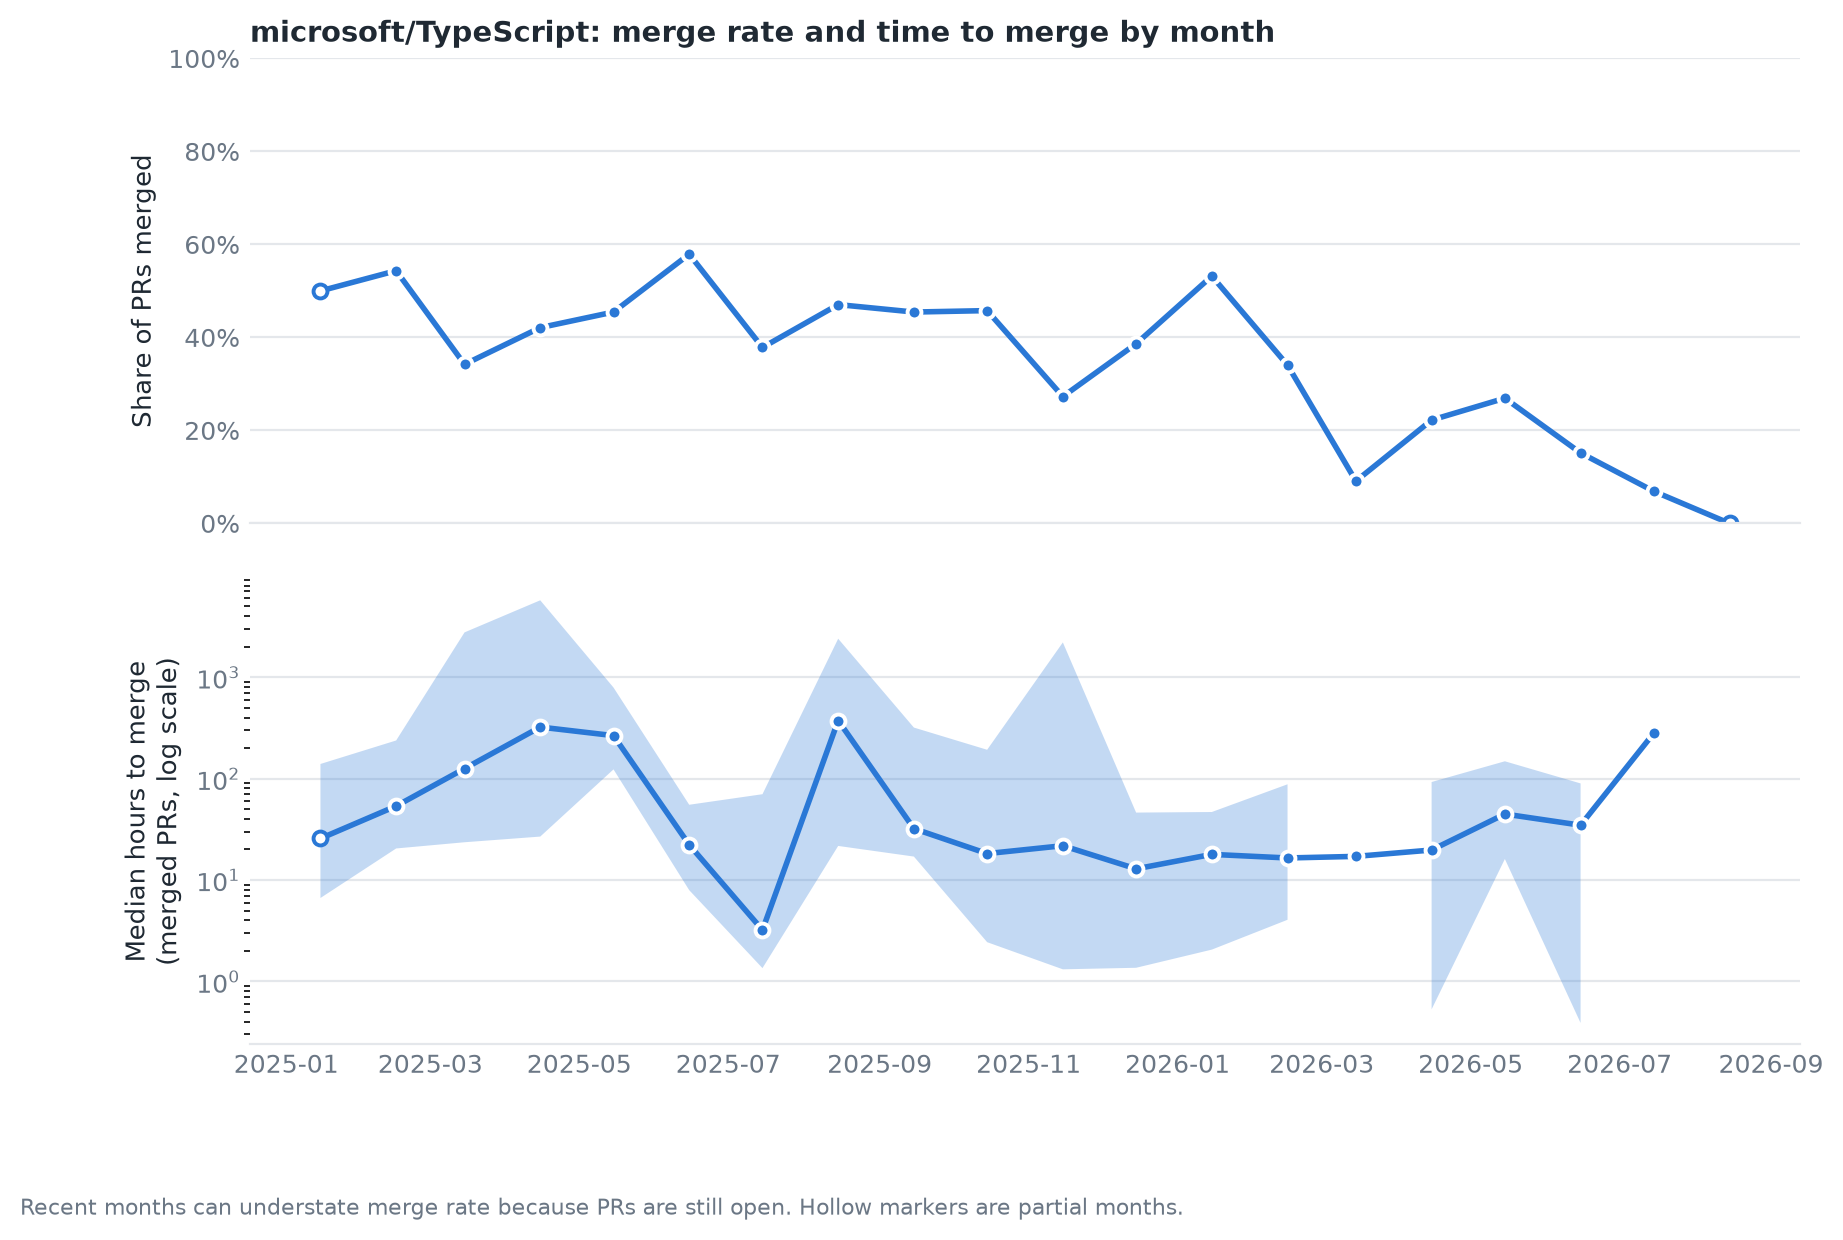 microsoft/TypeScript: merge rate and time to merge by month
100%
80%
60%
40%
20%
0%
Share of PRs merged
10³
10²
10¹
10⁰
Median hours to merge
(merged PRs, log scale)
2025-01 2025-03 2025-05 2025-07 2025-09 2025-11 2026-01 2026-03 2026-05 2026-07 2026-09
Recent months can understate merge rate because PRs are still open. Hollow markers are partial months.